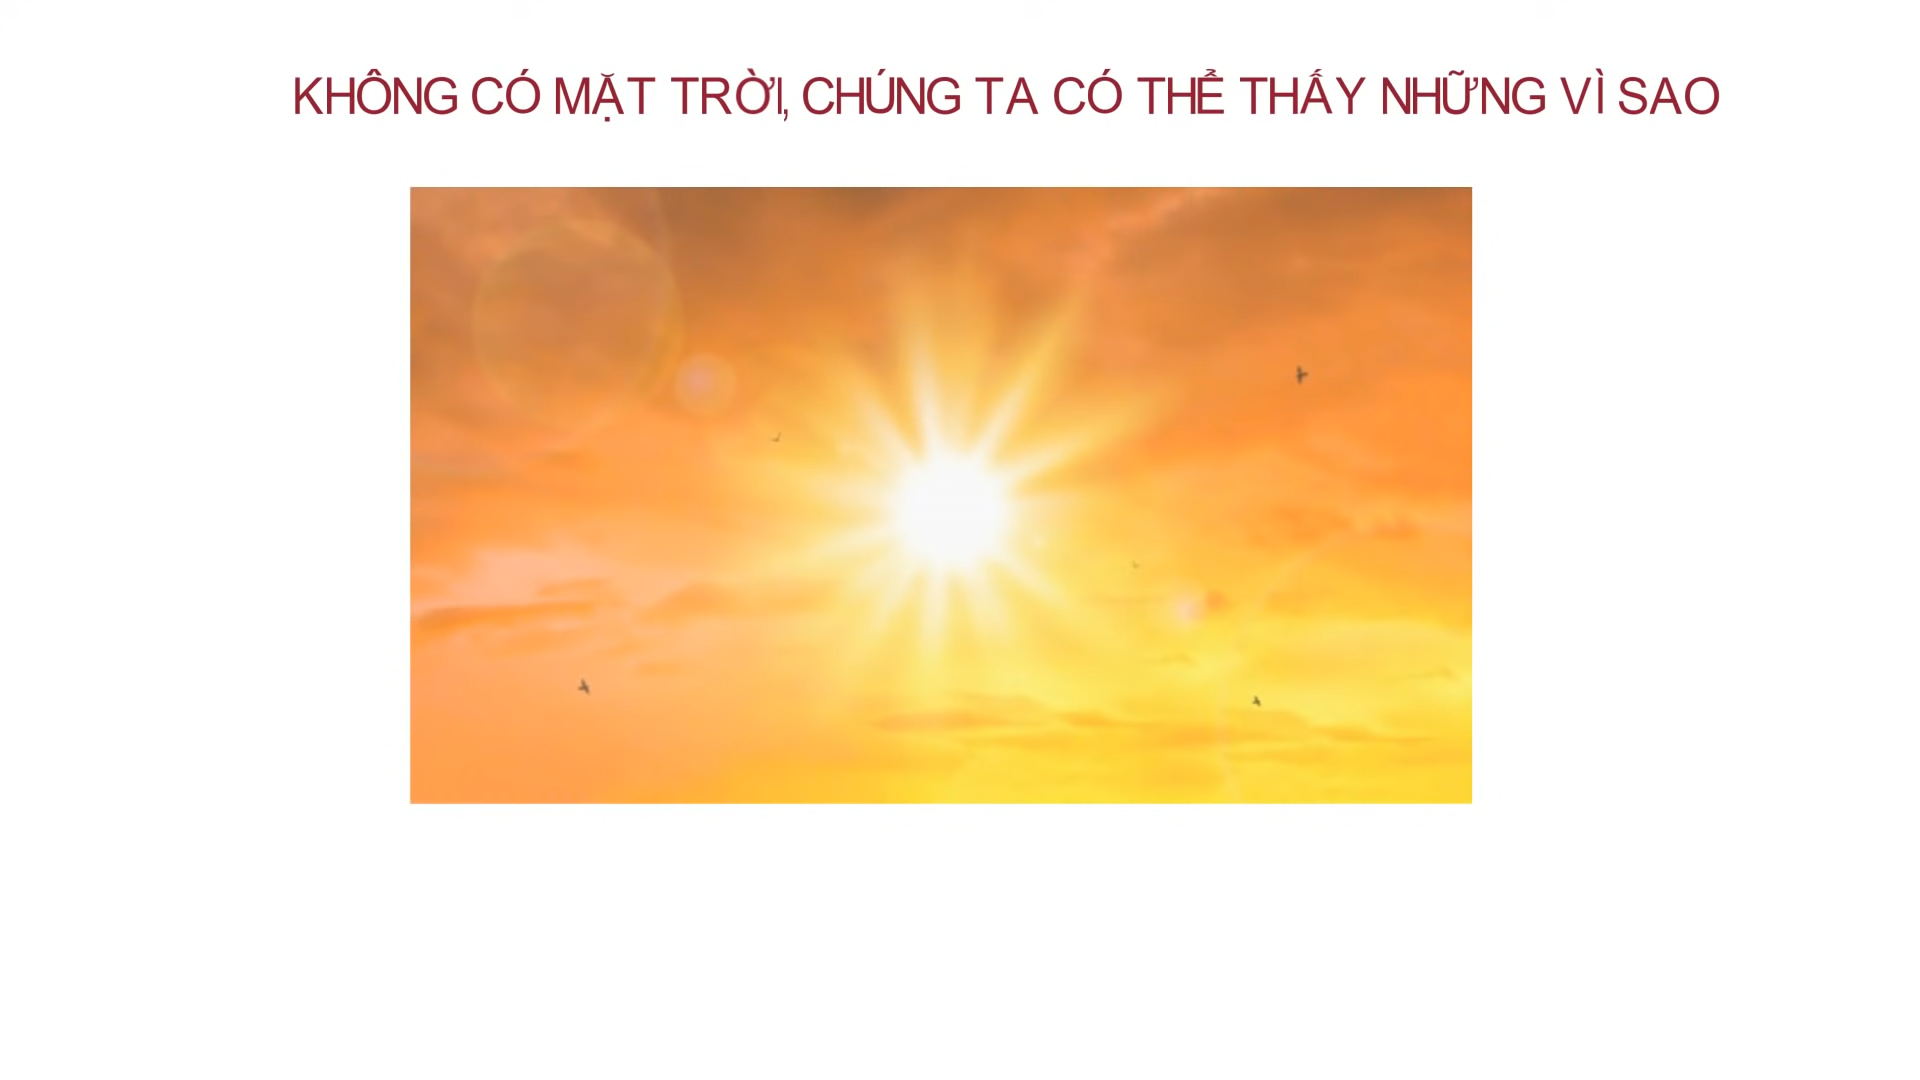 KHÔNG CÓ MẶT TRỜI, CHÚNG TA CÓ THỂ THẤY NHỮNG VÌ SAO